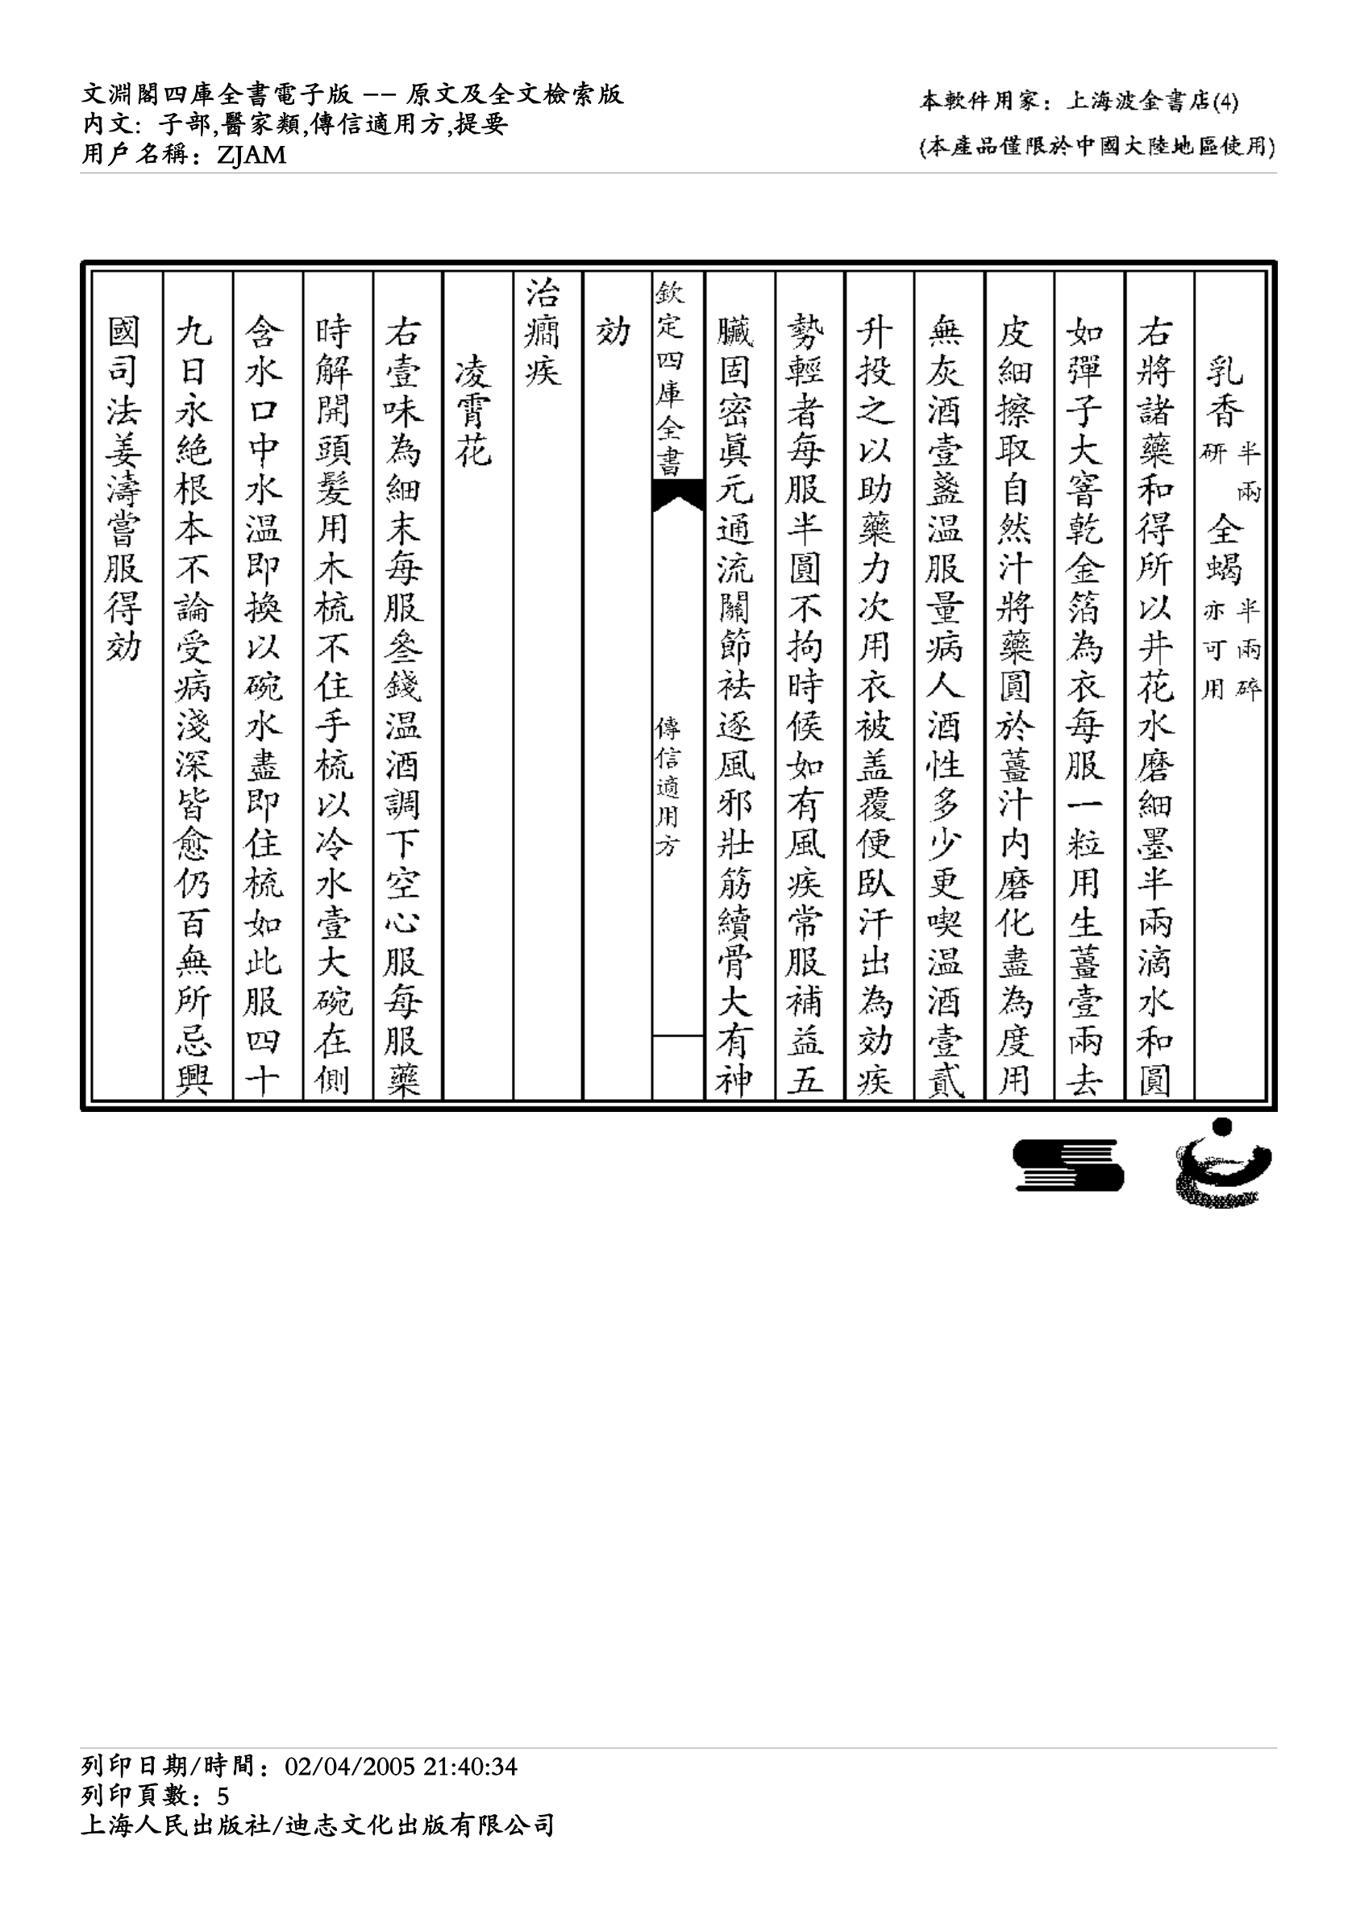 文淵閣四庫全書電子版 -- 原文及全文檢索版
内文: 子部,醫家類,傳信適用方,提要
用戶名稱: ZJAM
本軟件用家: 上海波金書店(4)
(本產品僅限於中國大陸地區使用)
乳香半兩研全蝎半兩碎亦可用
右將諸藥和得所以井花水磨細墨半兩滴水和圓
如彈子大窨乾金箔為衣每服一粒用生薑壹兩去
皮細擦取自然汁將藥圓於薑汁内磨化盡為度用
無灰酒壹盞温服量病人酒性多少更喫温酒壹貳
升投之以助藥力次用衣被盖覆便臥汗出為効疾
勢輕者每服半圓不拘時候如有風疾常服補益五
臟固密眞元通流關節袪逐風邪壯筋續骨大有神
欽定四庫全書
傳信適用方
効
治癎疾
凌霄花
右壹味為細末每服叄錢温酒調下空心服每服藥
時解開頭髮用木梳不住手梳以冷水壹大碗在側
含水口中水温即換以碗水盡即住梳如此服四十
九日永絕根本不論受病淺深皆愈仍百無所忌興
國司法姜濤嘗服得効
列印日期/時間: 02/04/2005 21:40:34
列印頁數: 5
上海人民出版社/迪志文化出版有限公司